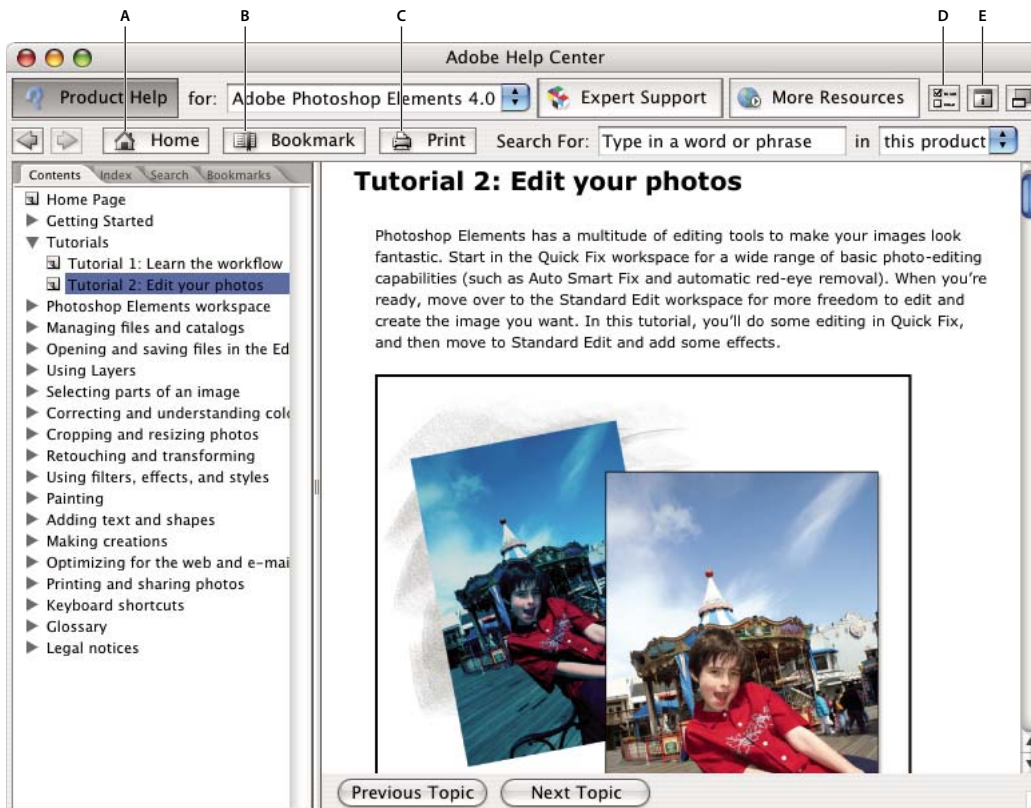 A B C D E
Adobe Help Center
Product Help for: Adobe Photoshop Elements 4.0 Expert Support More Resources
Home Bookmark Print Search For: Type in a word or phrase in this product
Contents Index Search Bookmarks
Home Page
Getting Started
Tutorials
Tutorial 1: Learn the workflow
Tutorial 2: Edit your photos
Photoshop Elements workspace
Managing files and catalogs
Opening and saving files in the Ed
Using Layers
Selecting parts of an image
Correcting and understanding colo
Cropping and resizing photos
Retouching and transforming
Using filters, effects, and styles
Painting
Adding text and shapes
Making creations
Optimizing for the web and e-mai
Printing and sharing photos
Keyboard shortcuts
Glossary
Legal notices
Tutorial 2: Edit your photos
Photoshop Elements has a multitude of editing tools to make your images look
fantastic. Start in the Quick Fix workspace for a wide range of basic photo-editing
capabilities (such as Auto Smart Fix and automatic red-eye removal). When you're
ready, move over to the Standard Edit workspace for more freedom to edit and
create the image you want. In this tutorial, you'll do some editing in Quick Fix,
and then move to Standard Edit and add some effects.
Previous Topic Next Topic